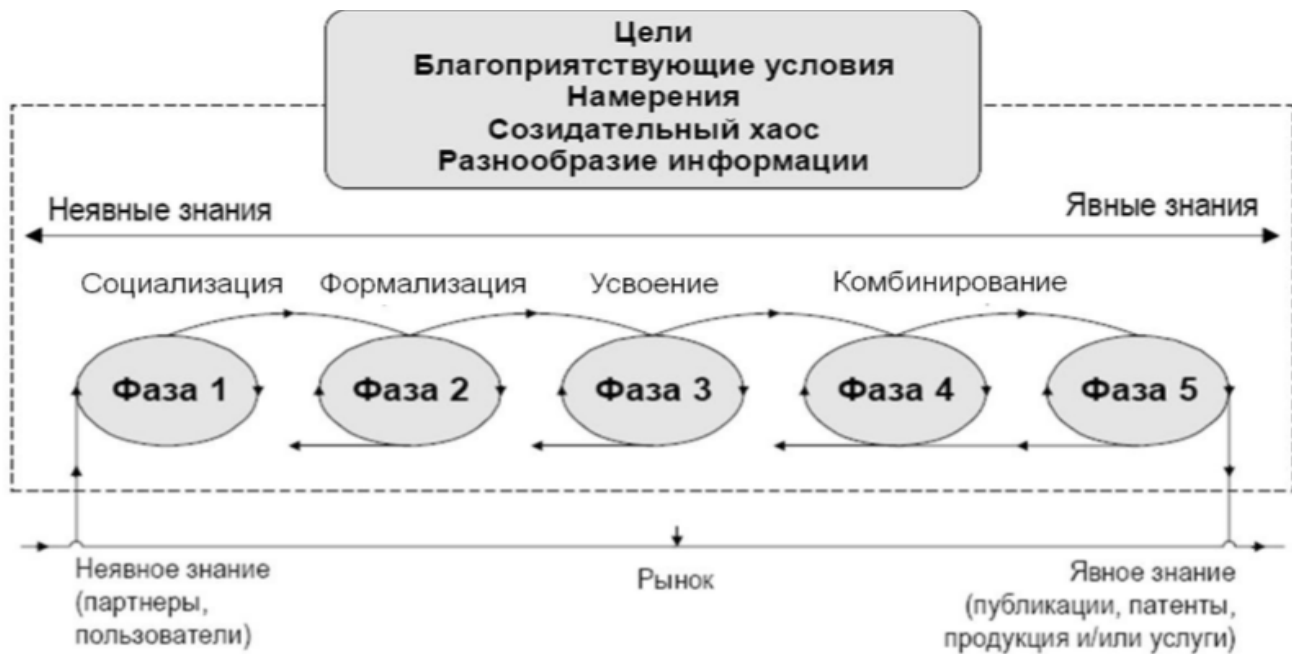 Цели
Благоприятствующие условия
Намерения
Созидательный хаос
Разнообразие информации
Неявные знания
Явные знания
Социализация
Формализация
Усвоение
Комбинирование
Фаза 1
Фаза 2
Фаза 3
Фаза 4
Фаза 5
Неявное знание
(партнеры,
пользователи)
Рынок
Явное знание
(публикации, патенты,
продукция и/или услуги)